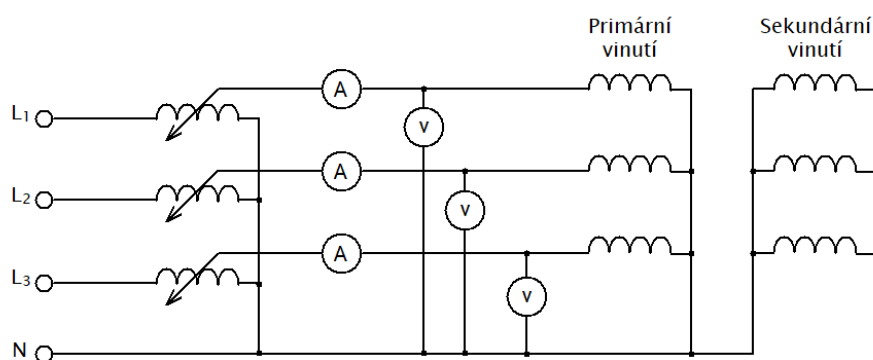 Primární
vinutí
Sekundární
vinutí
A
L1
V
A
L2
V
A
L3
V
N